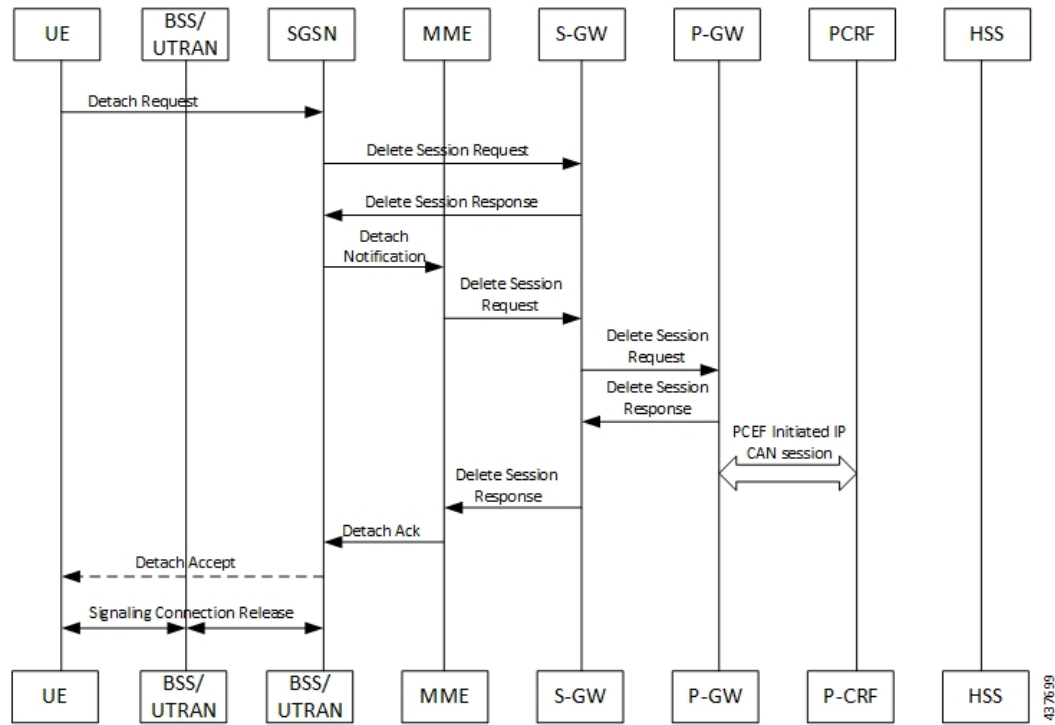 UE
BSS/
UTRAN
SGSN
MME
S-GW
P-GW
PCRF
HSS
Detach Request
Delete Session Request
Delete Session Response
Detach
Notification
Delete Session
Request
Delete Session
Request
Delete Session
Response
PCEF Initiated IP
CAN session
Delete Session
Response
Detach Ack
Detach Accept
Signaling Connection Release
UE
BSS/
UTRAN
BSS/
UTRAN
MME
S-GW
P-GW
P-CRF
HSS
437699